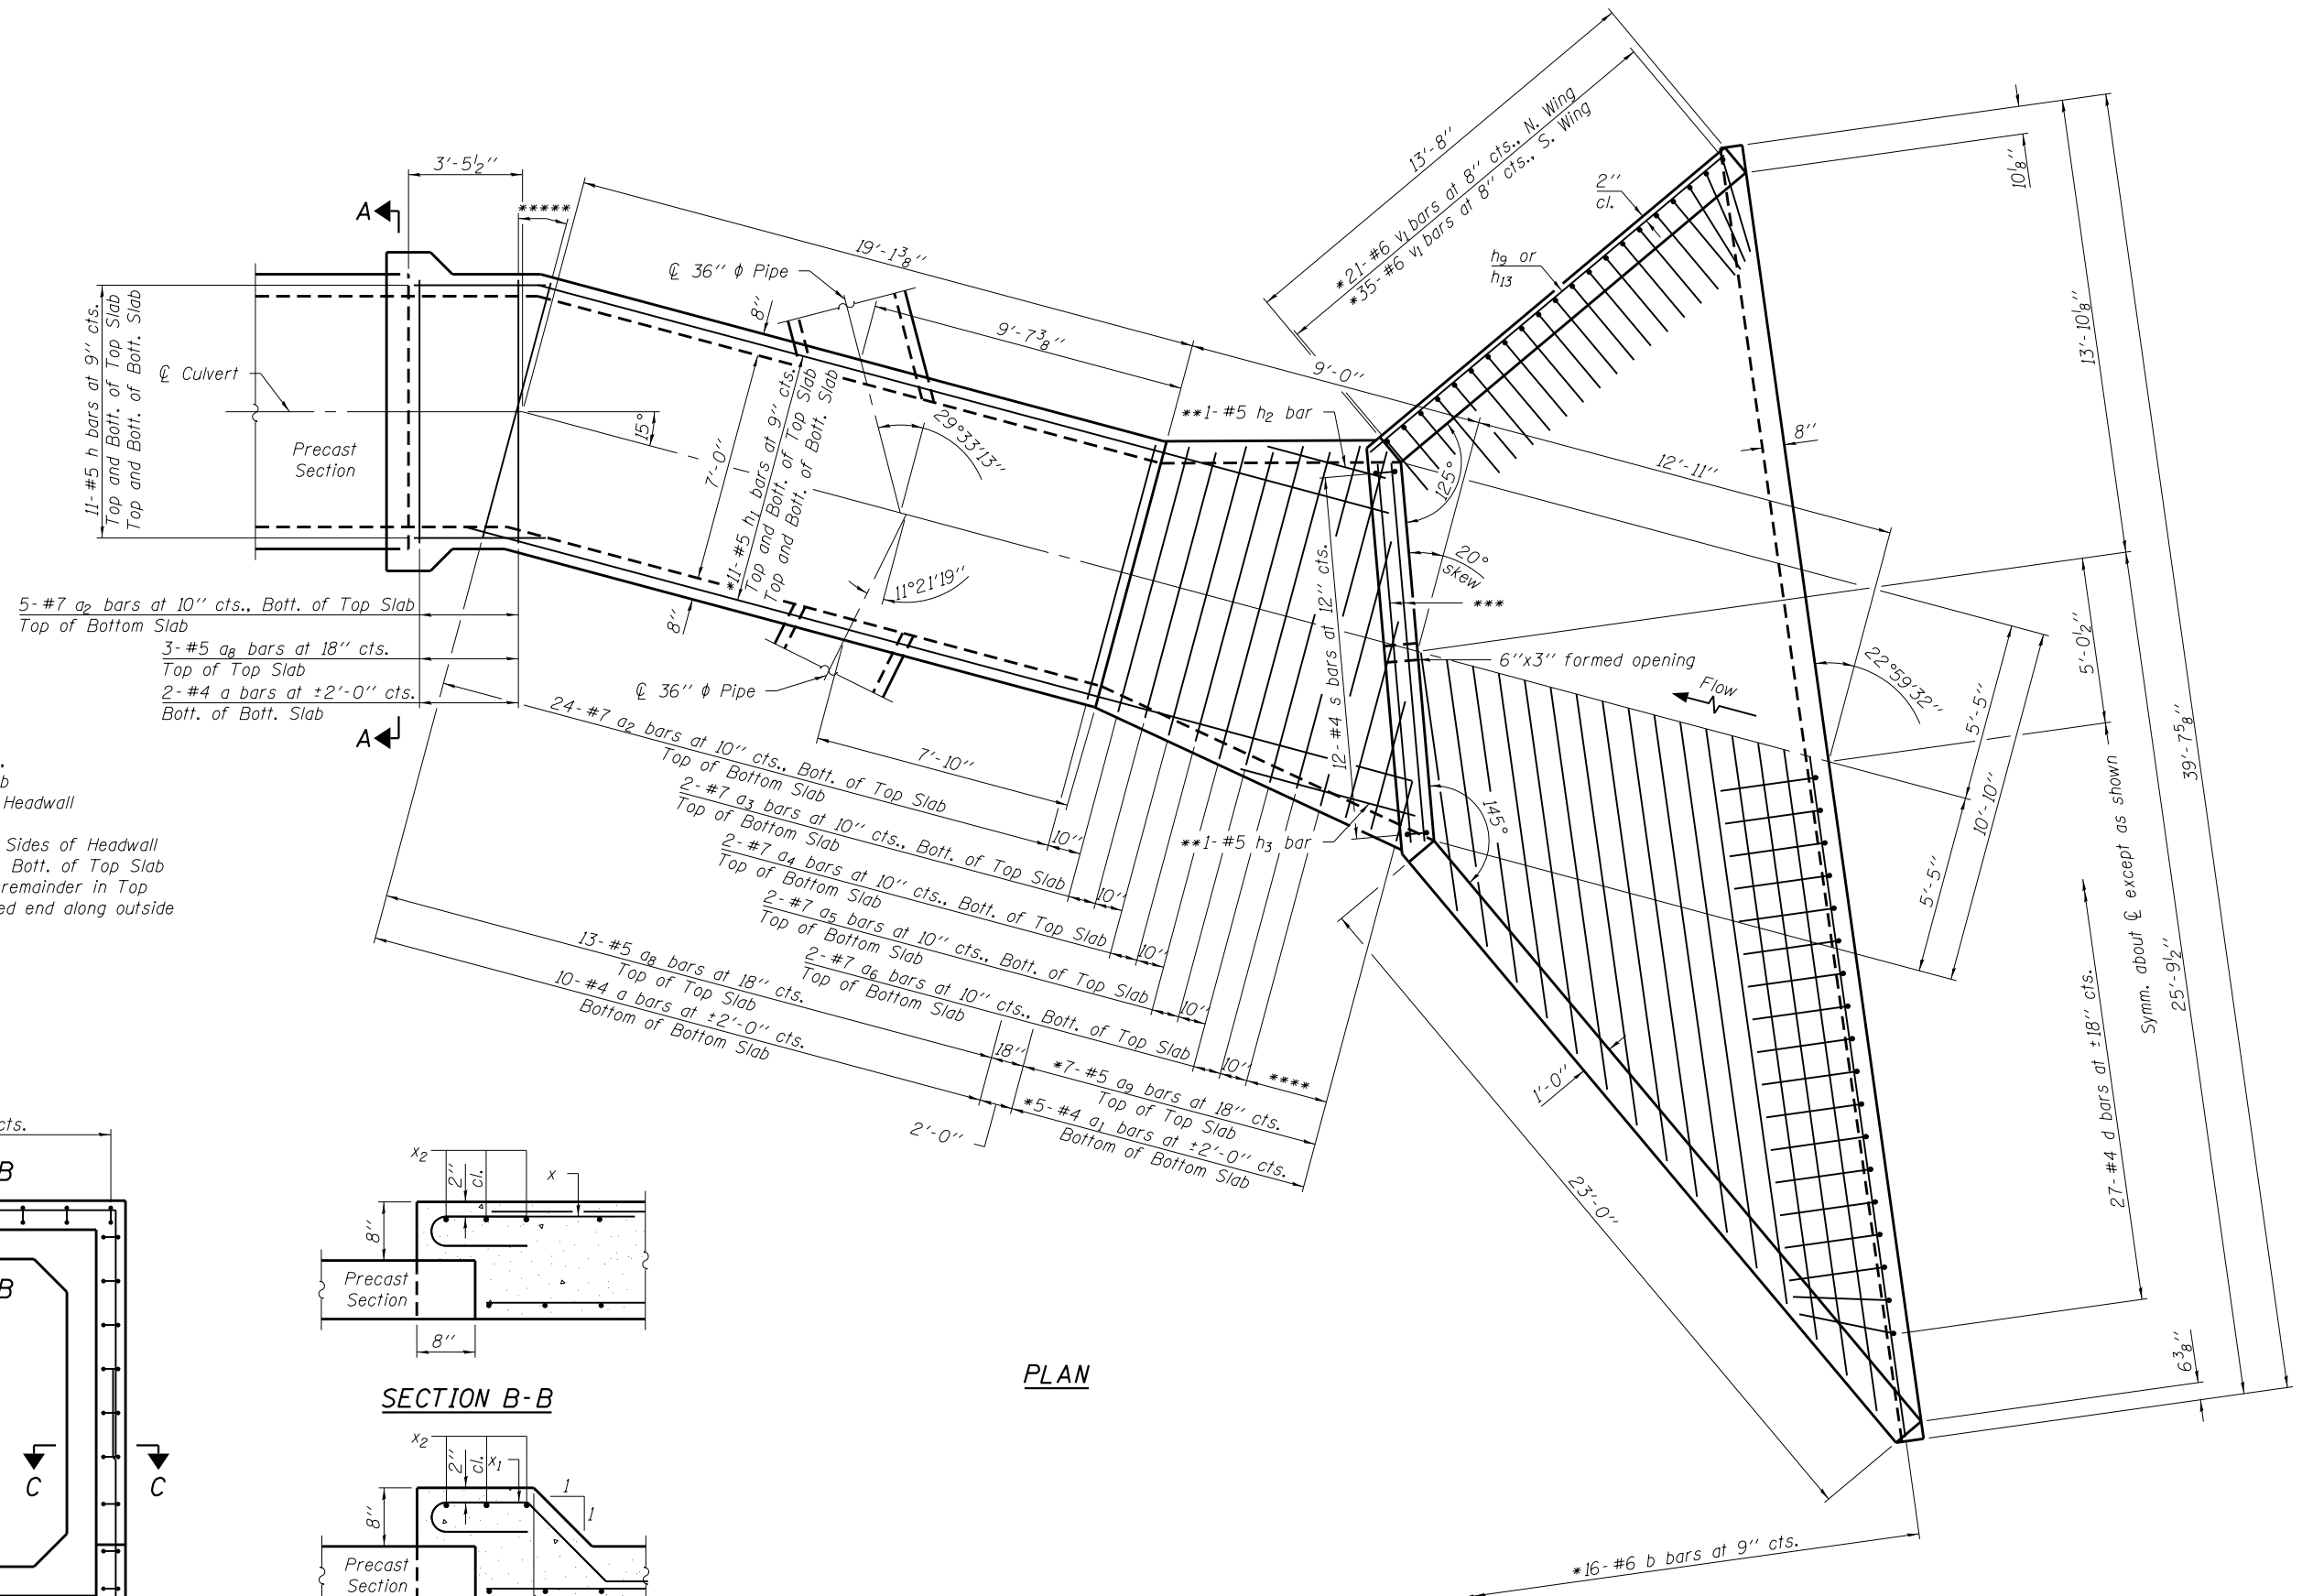 3'-5½"
*****
A
19'-1⅜"
℄ 36" ϕ Pipe
8"
9'-7⅜"
13'-8"
*21-#6 v1 bars at 8" cts., N. Wing
*35-#6 v1 bars at 8" cts., S. Wing
2"
cl.
h9 or
h13
10⅛"
13'-10⅛"
39'-7⅝"
11-#5 h bars at 9" cts.
Top and Bott. of Top Slab
Top and Bott. of Bott. Slab
℄ Culvert
Precast
Section
15°
7'-0"
*11-#5 h1 bars at 9" cts.
Top and Bott. of Top Slab
Top and Bott. of Bott. Slab
29°33'13"
9'-0"
**1-#5 h2 bar
125°
12'-11"
8"
20°
skew
***
12-#4 s bars at 12" cts.
11°21'19"
8"
6"x3" formed opening
Flow
22°59'32"
5'-0½"
5'-5"
10'-10"
5'-5"
5-#7 a2 bars at 10" cts., Bott. of Top Slab
Top of Bottom Slab
3-#5 a8 bars at 18" cts.
Top of Top Slab
2-#4 a bars at ±2'-0" cts.
Bott. of Bott. Slab
A
℄ 36" ϕ Pipe
7'-10"
24-#7 a2 bars at 10" cts., Bott. of Top Slab
Top of Bottom Slab
10"
2-#7 a3 bars at 10" cts., Bott. of Top Slab
Top of Bottom Slab
10"
2-#7 a4 bars at 10" cts., Bott. of Top Slab
Top of Bottom Slab
10"
2-#7 a5 bars at 10" cts., Bott. of Top Slab
Top of Bottom Slab
10"
2-#7 a6 bars at 10" cts., Bott. of Top Slab
Top of Bottom Slab
10"
****
13-#5 a8 bars at 18" cts.
Top of Top Slab
18"
*7-#5 a9 bars at 18" cts.
Top of Top Slab
10-#4 a bars at ±2'-0" cts.
Bottom of Bottom Slab
2'-0"
*5-#4 a1 bars at ±2'-0" cts.
Bottom of Bottom Slab
**1-#5 h3 bar
145°
1'-0"
23'-0"
Symm. about ℄ except as shown
25'-9½"
27-#4 d bars at ±18" cts.
6⅜"
*16-#6 b bars at 9" cts.
Headwall
Sides of Headwall
Bott. of Top Slab
remainder in Top
end along outside
cts.
B
B
C
C
x2
2"
cl.
x
8"
Precast
Section
8"
SECTION B-B
x2
2"
cl.
x1
1
1
8"
Precast
Section
PLAN